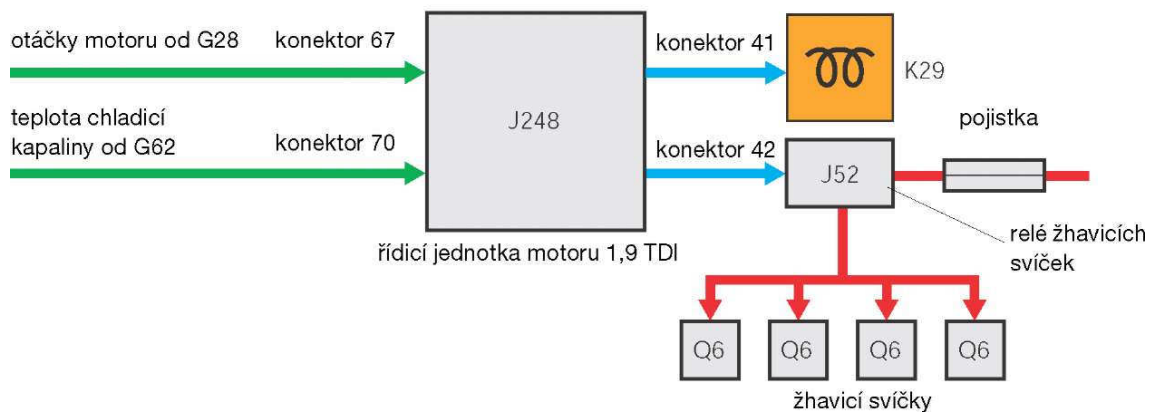 otáčky motoru od G28
konektor 67
konektor 41
K29
teplota chladicí
kapaliny od G62
konektor 70
J248
konektor 42
J52
pojistka
řídicí jednotka motoru 1,9 TDI
relé žhavicích
svíček
Q6
Q6
Q6
Q6
žhavicí svíčky